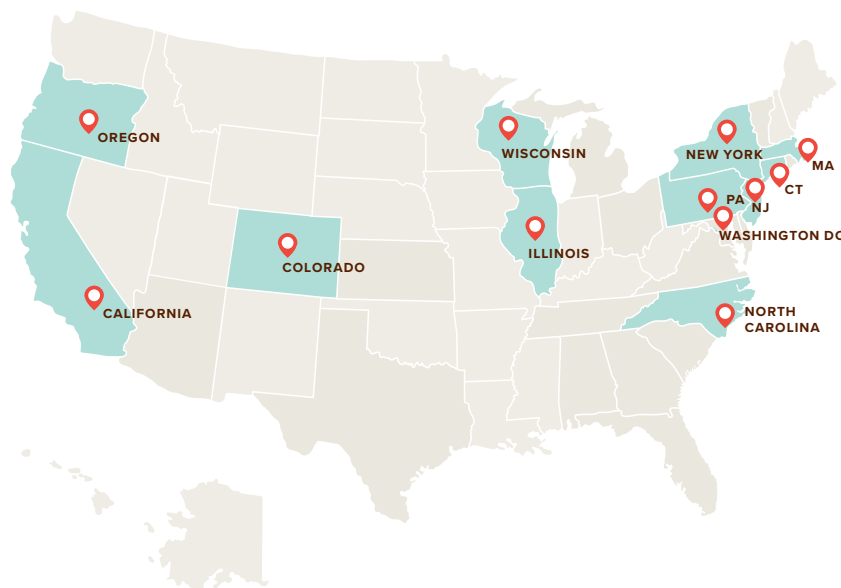 OREGON
WISCONSIN
NEW YORK
MA
CT
PA
NJ
WASHINGTON DC
ILLINOIS
COLORADO
CALIFORNIA
NORTH
CAROLINA